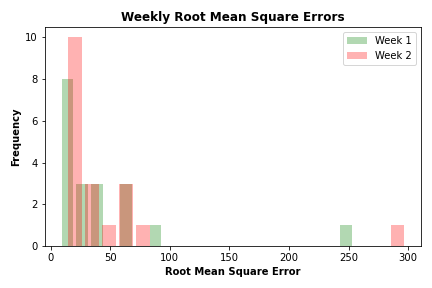 Weekly Root Mean Square Errors
Week 1
Week 2
Frequency
10
8
6
4
2
0
0 50 100 150 200 250 300
Root Mean Square Error